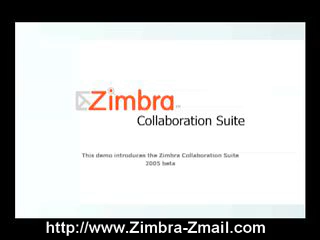 Zimbra
Collaboration Suite
This demo introduces the Zimbra Collaboration Suite
2005 beta
http://www.Zimbra-Zmail.com